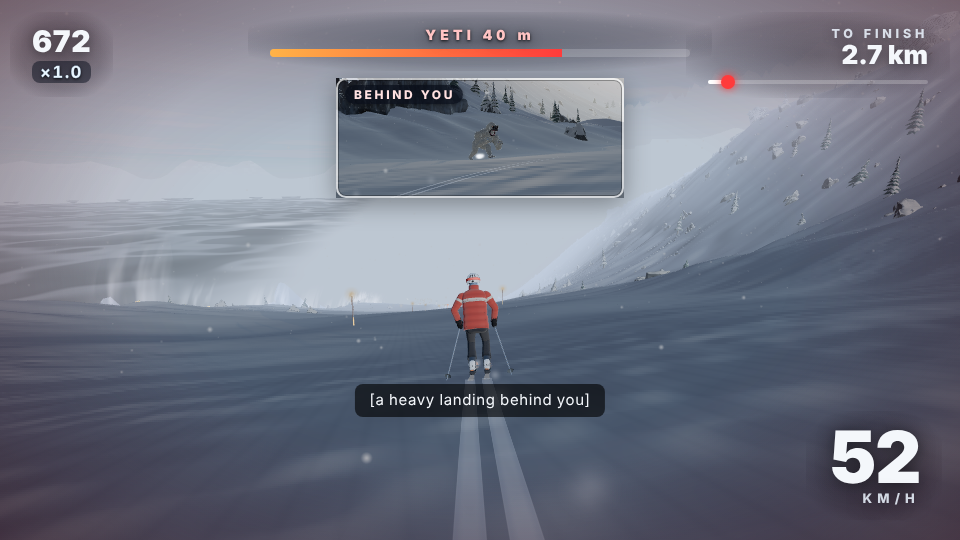 672
×1.0
YETI 40 m
TO FINISH
2.7 km
BEHIND YOU
[a heavy landing behind you]
52
KM/H